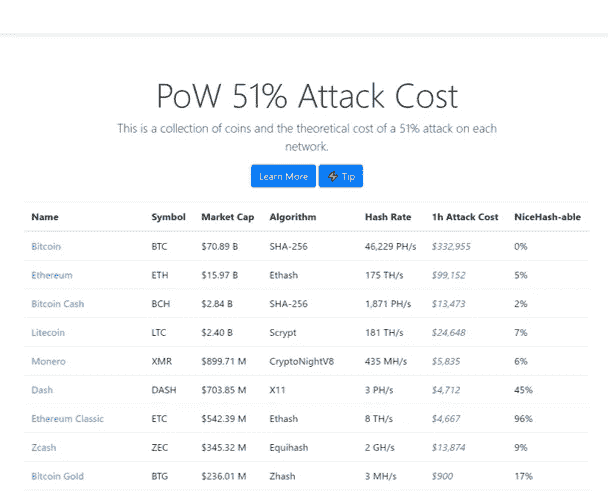 PoW 51% Attack Cost
This is a collection of coins and the theoretical cost of a 51% attack on each
network.
Learn More Tip
Name Symbol Market Cap Algorithm Hash Rate 1h Attack Cost NiceHash-able
Bitcoin BTC $70.89 B SHA-256 46,229 PH/s $332,955 0%
Ethereum ETH $15.97 B Ethash 175 TH/s $99,152 5%
Bitcoin Cash BCH $2.84 B SHA-256 1,871 PH/s $13,473 2%
Litecoin LTC $2.40 B Scrypt 181 TH/s $24,648 7%
Monero XMR $899.71 M CryptoNightV8 435 MH/s $5,835 6%
Dash DASH $703.85 M X11 3 PH/s $4,712 45%
Ethereum Classic ETC $542.39 M Ethash 8 TH/s $4,667 96%
Zcash ZEC $345.32 M Equihash 2 GH/s $13,874 9%
Bitcoin Gold BTG $236.01 M Zhash 3 MH/s $900 17%